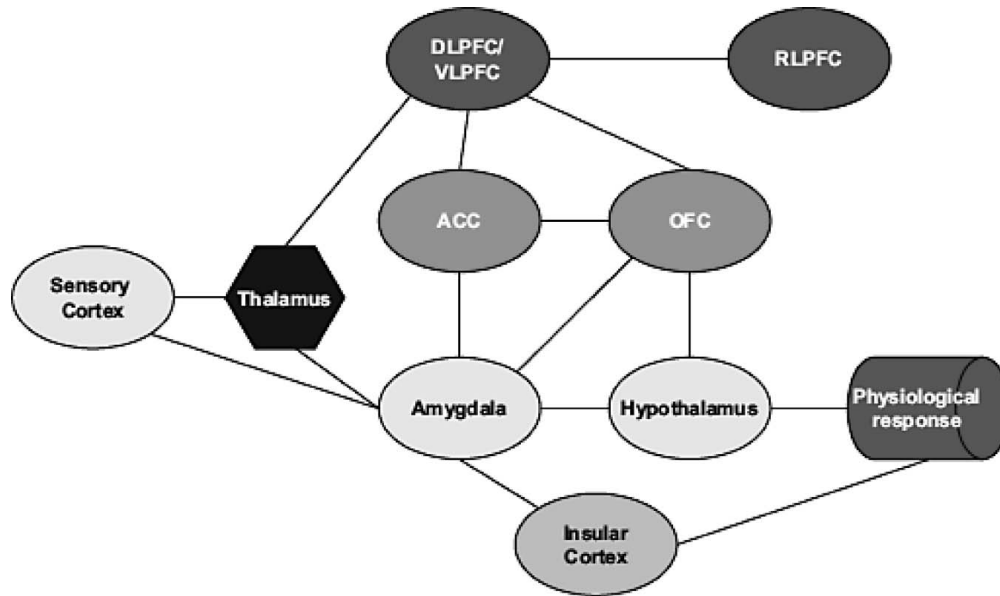 DLPFC/
VLPFC
RLPFC
ACC
OFC
Sensory
Cortex
Thalamus
Amygdala
Hypothalamus
Physiological
response
Insular
Cortex